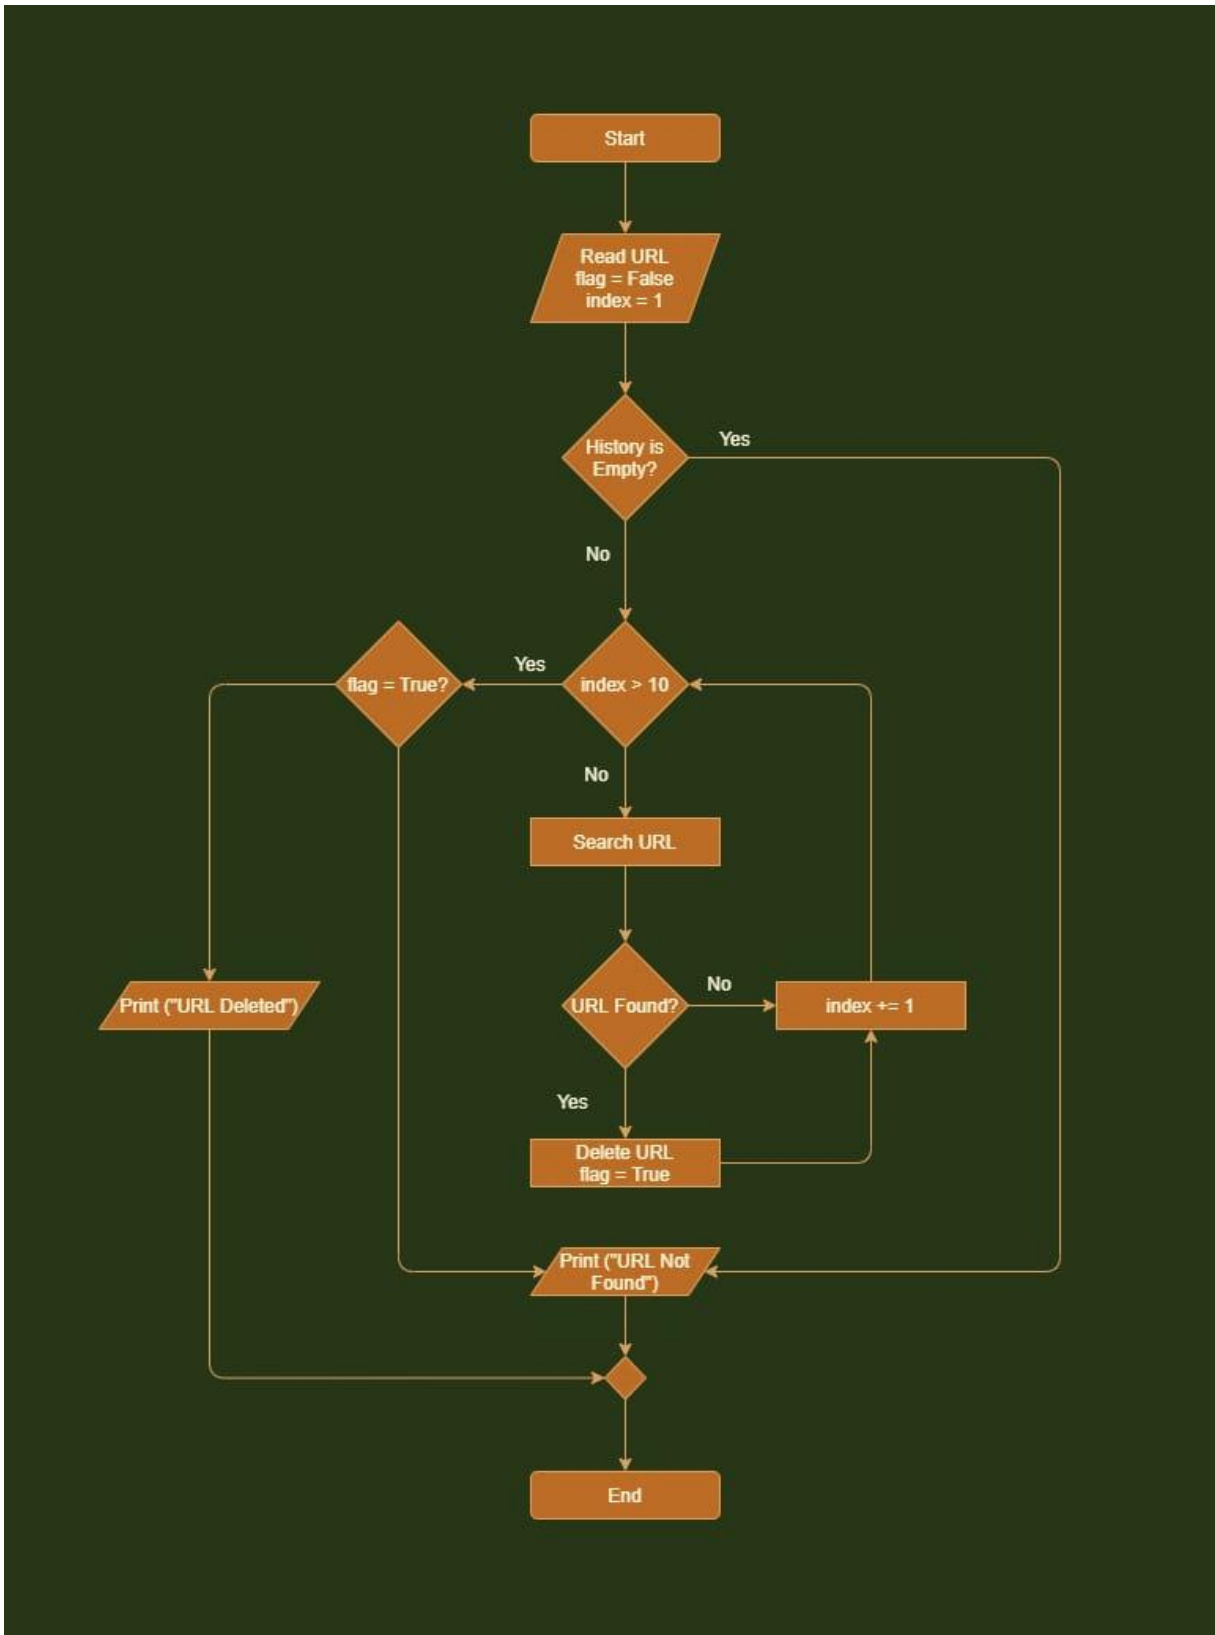 Start
Read URL
flag = False
index = 1
History is
Empty?
Yes
No
flag = True?
Yes
index > 10
No
Search URL
Print ("URL Deleted")
URL Found?
No
index += 1
Yes
Delete URL
flag = True
Print ("URL Not
Found")
End